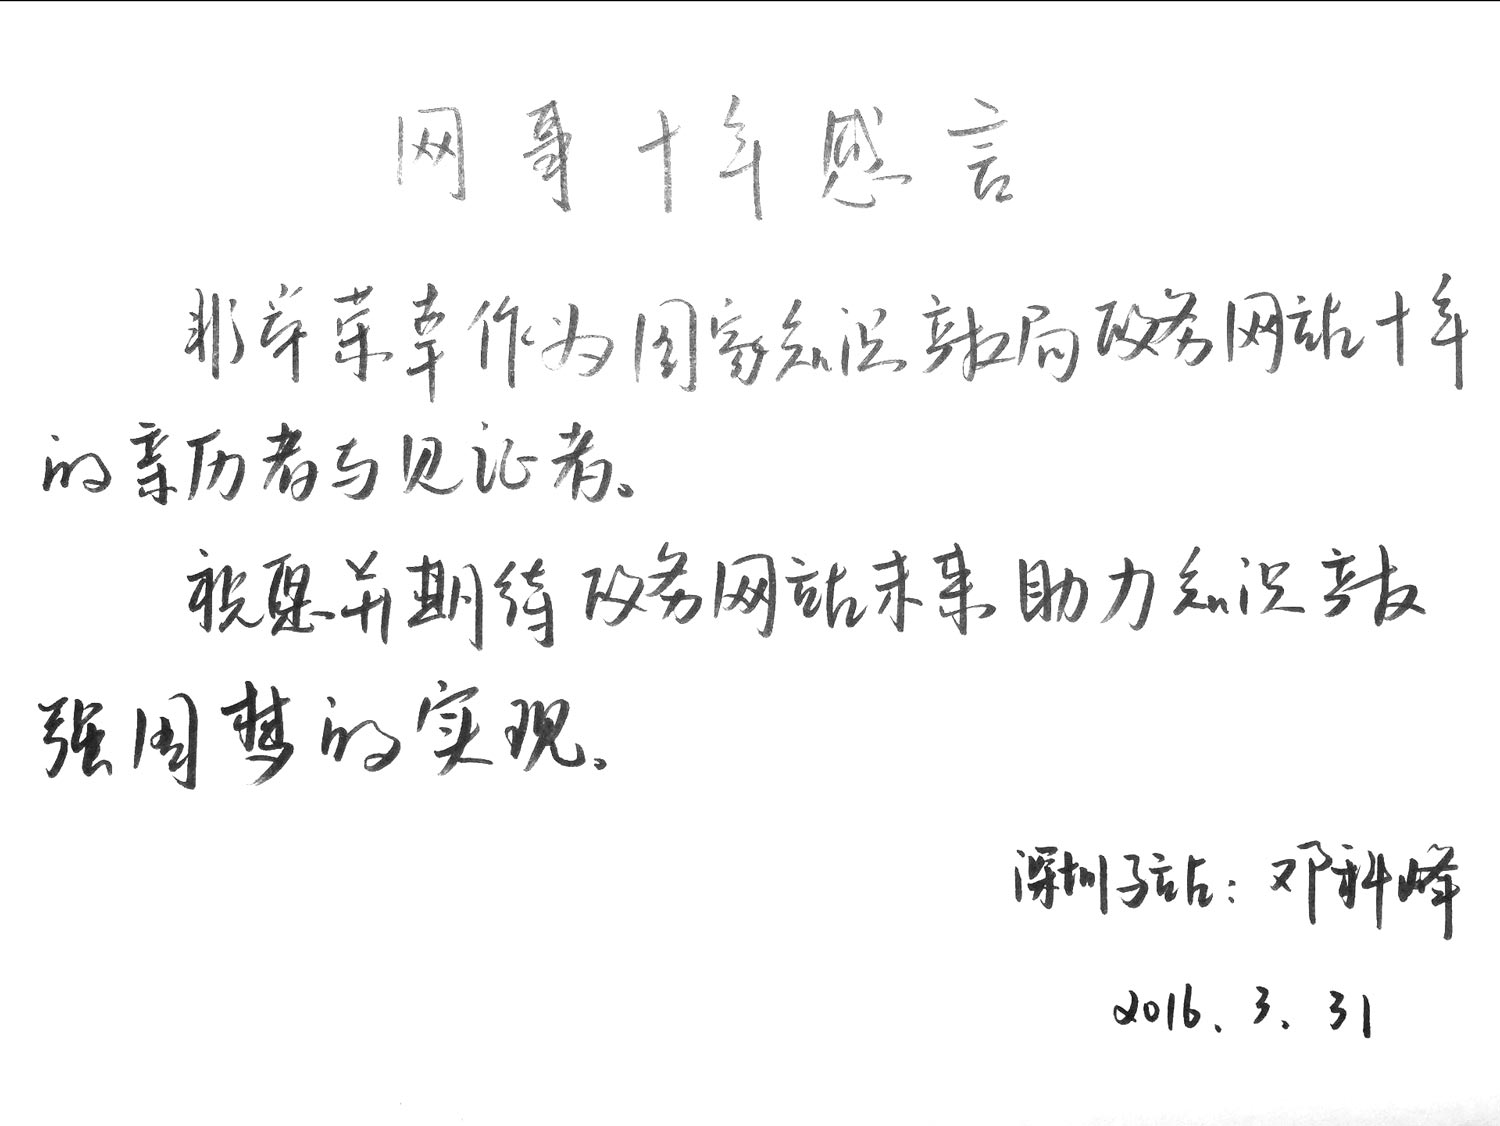 网哥十年感言
非常荣幸作为国家知识产权局政务网站十年
的亲历者与见证者。
祝愿并期待政务网站未来助力知识产权
强国梦的实现。
深圳子站：邓科峰
2016.3.31